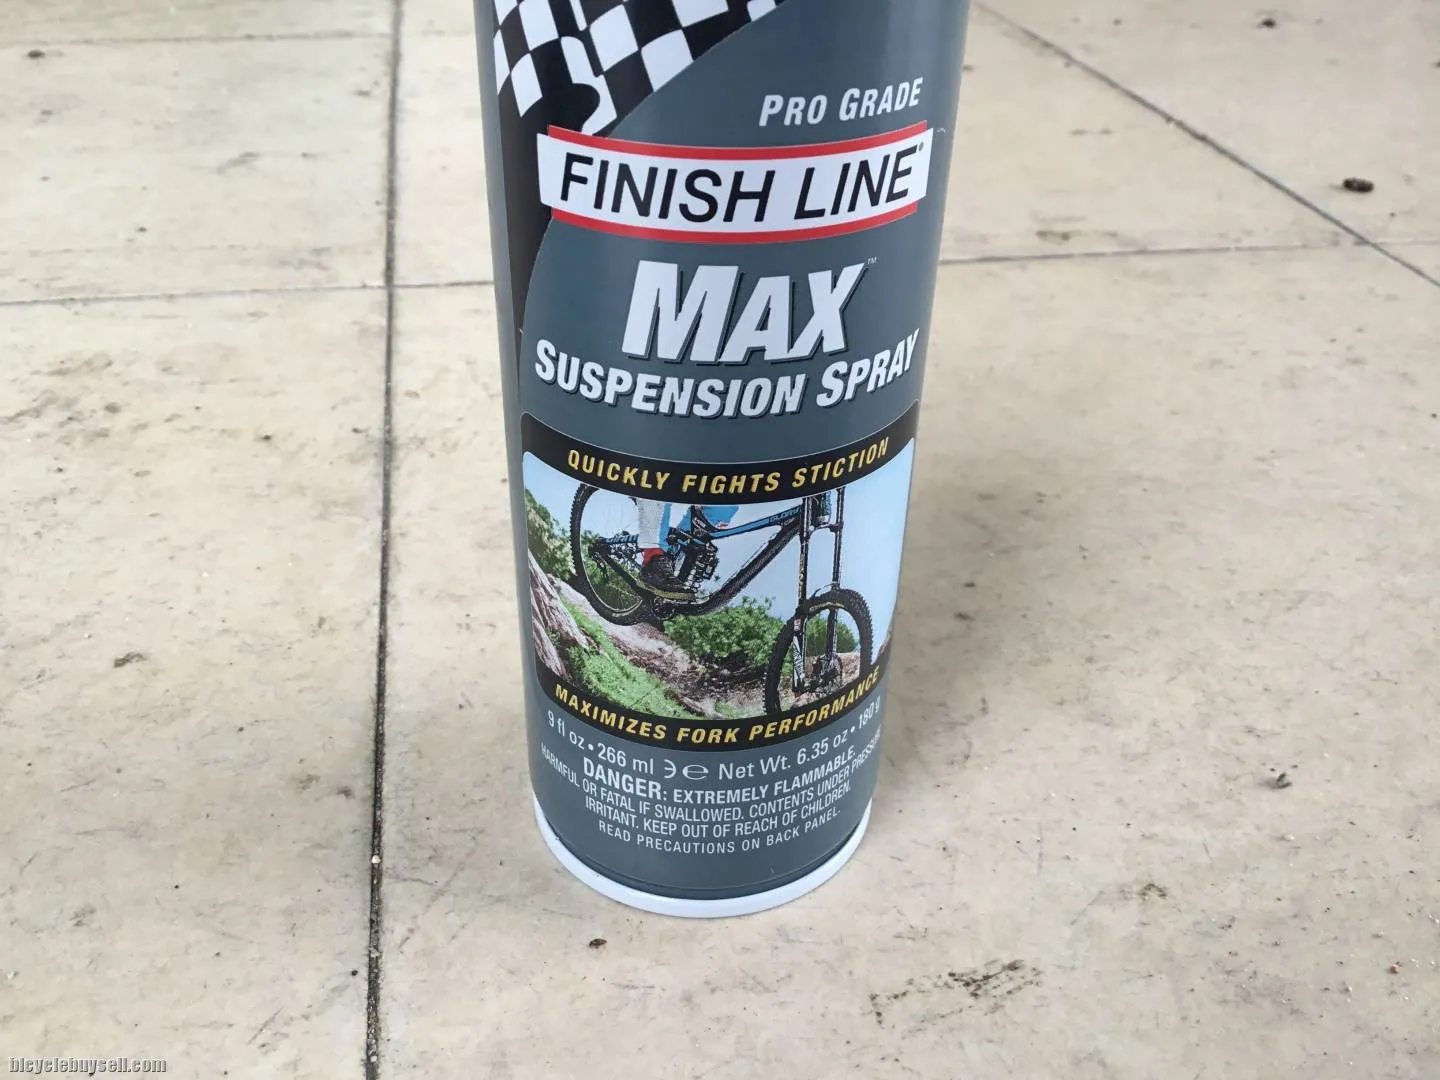 PRO GRADE
FINISH LINE®
MAX™
SUSPENSION SPRAY
QUICKLY FIGHTS STICTION
GLORY
MAXIMIZES FORK PERFORMANCE
9 fl oz • 266 ml ℮ Net Wt. 6.35 oz • 180 g
DANGER: EXTREMELY FLAMMABLE.
HARMFUL OR FATAL IF SWALLOWED. CONTENTS UNDER PRESSURE.
IRRITANT. KEEP OUT OF REACH OF CHILDREN.
READ PRECAUTIONS ON BACK PANEL.
bicyclebuysell.com